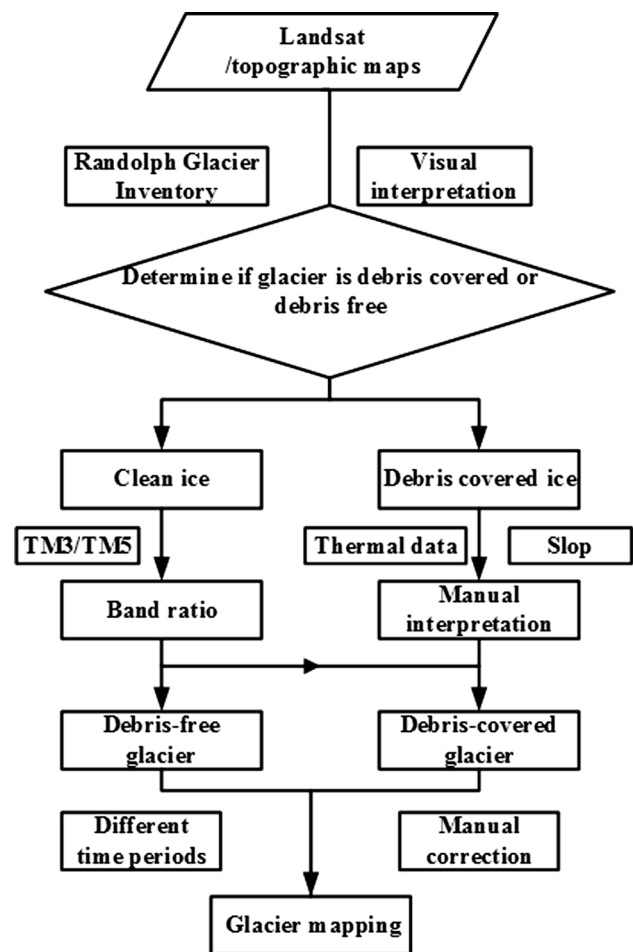 Landsat
/topographic maps
Randolph Glacier
Inventory
Visual
interpretation
Determine if glacier is debris covered or
debris free
Clean ice
Debris covered ice
TM3/TM5
Thermal data
Slop
Band ratio
Manual
interpretation
Debris-free
glacier
Debris-covered
glacier
Different
time periods
Manual
correction
Glacier mapping